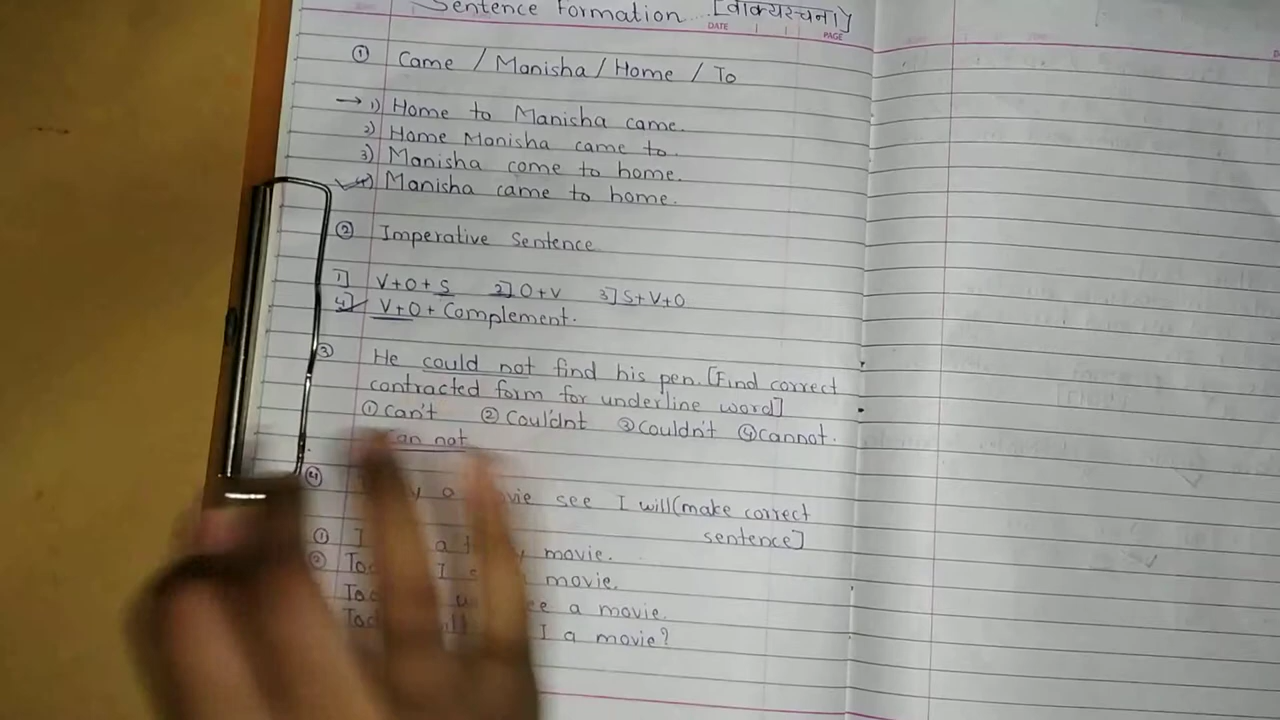 Sentence Formation [वाक्यरचना]
DATE
PAGE
① Came / Manisha / Home / To
→ 1) Home to Manisha came.
2) Home Manisha came to.
3) Manisha come to home.
4) Manisha came to home.
② Imperative Sentence
1] V+O+S 2] O+V 3] S+V+O
4] V+O + Complement.
③ He could not find his pen. [Find correct
contracted form for underline word]
① can't ② Could'nt ③ Couldn't ④ cannot.
not
④ a see I will (make correct
sentence]
① I a movie.
② I movie.
a movie.
I a movie?